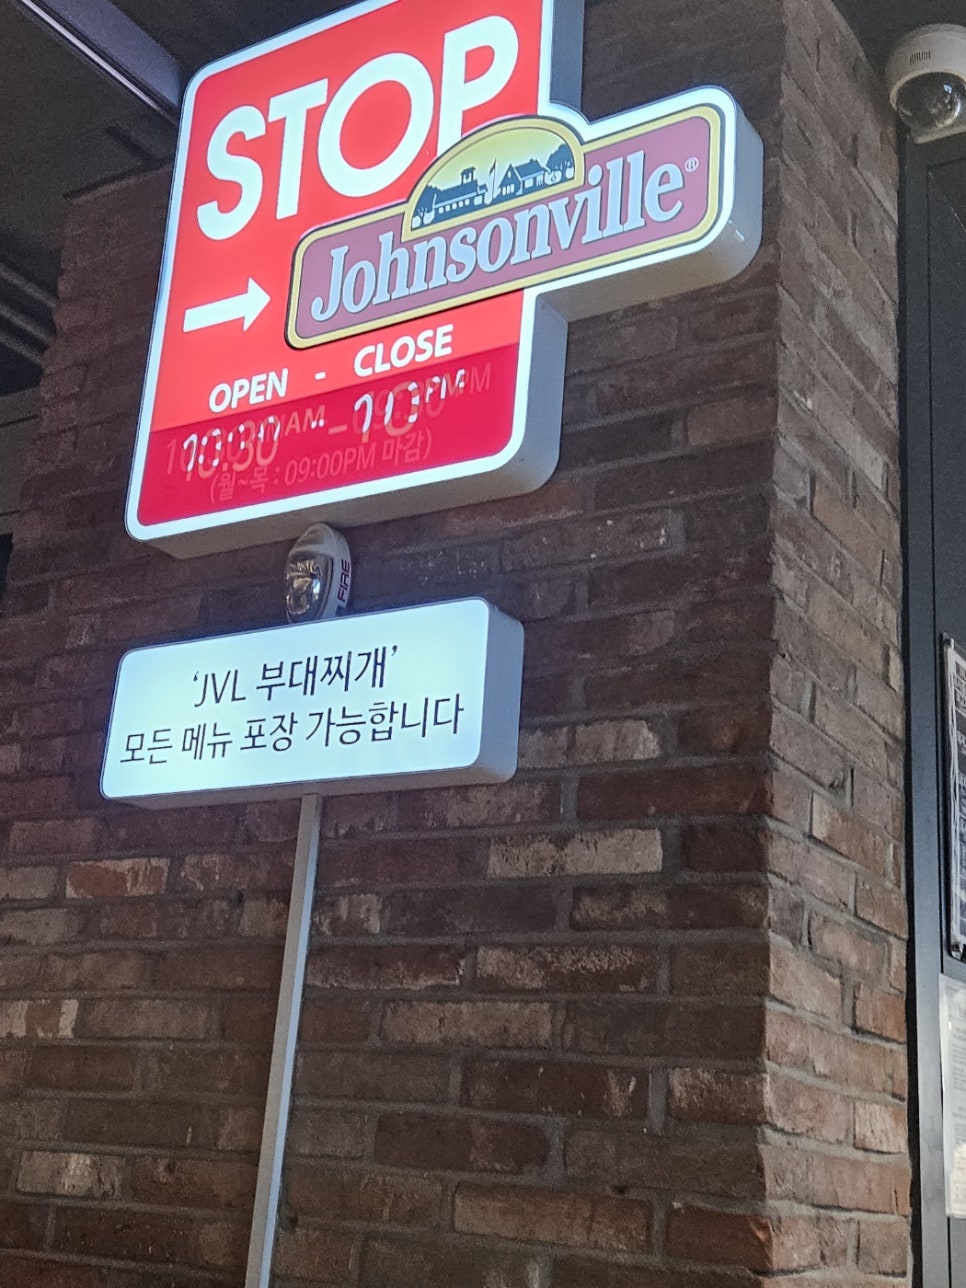 STOP
Johnsonville®
→
OPEN - CLOSE
(월~목 : 09:00PM 마감)
FIRE
‘JVL 부대찌개’
모든 메뉴 포장 가능합니다